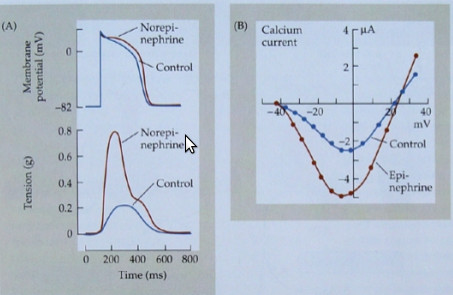 (A)
Membrane
potential (mV)
0
−82
Norepi-
nephrine
Control
Tension (g)
0.8
0.6
0.4
0.2
0
Norepi-
nephrine
Control
0 200 400 600 800
Time (ms)
(B)
Calcium
current
μA
4
2
−40 −20 20 40
mV
−2
−4
Control
Epi-
nephrine